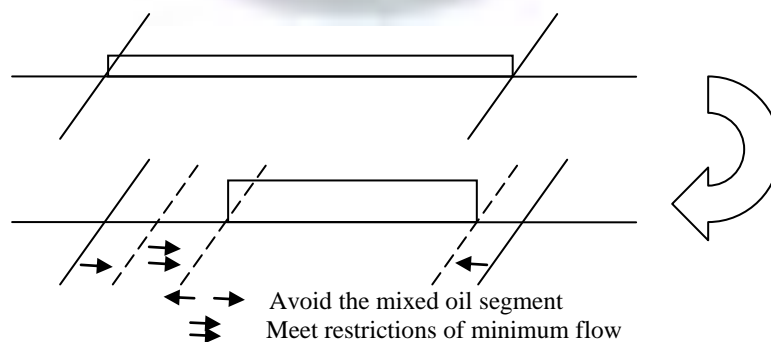 Avoid the mixed oil segment
Meet restrictions of minimum flow